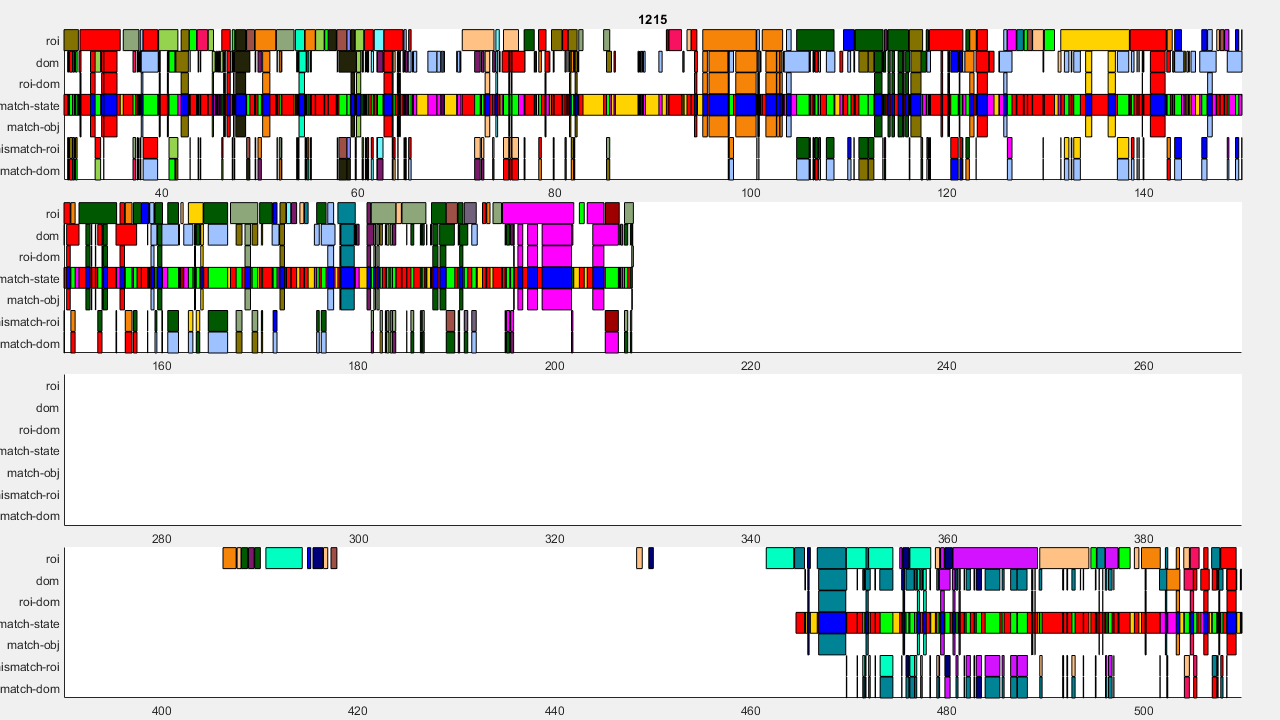 1215
roi
dom
roi-dom
match-state
match-obj
ismatch-roi
match-dom
40 60 80 100 120 140
roi
dom
roi-dom
match-state
match-obj
ismatch-roi
match-dom
160 180 200 220 240 260
roi
dom
roi-dom
match-state
match-obj
ismatch-roi
match-dom
280 300 320 340 360 380
roi
dom
roi-dom
match-state
match-obj
ismatch-roi
match-dom
400 420 440 460 480 500